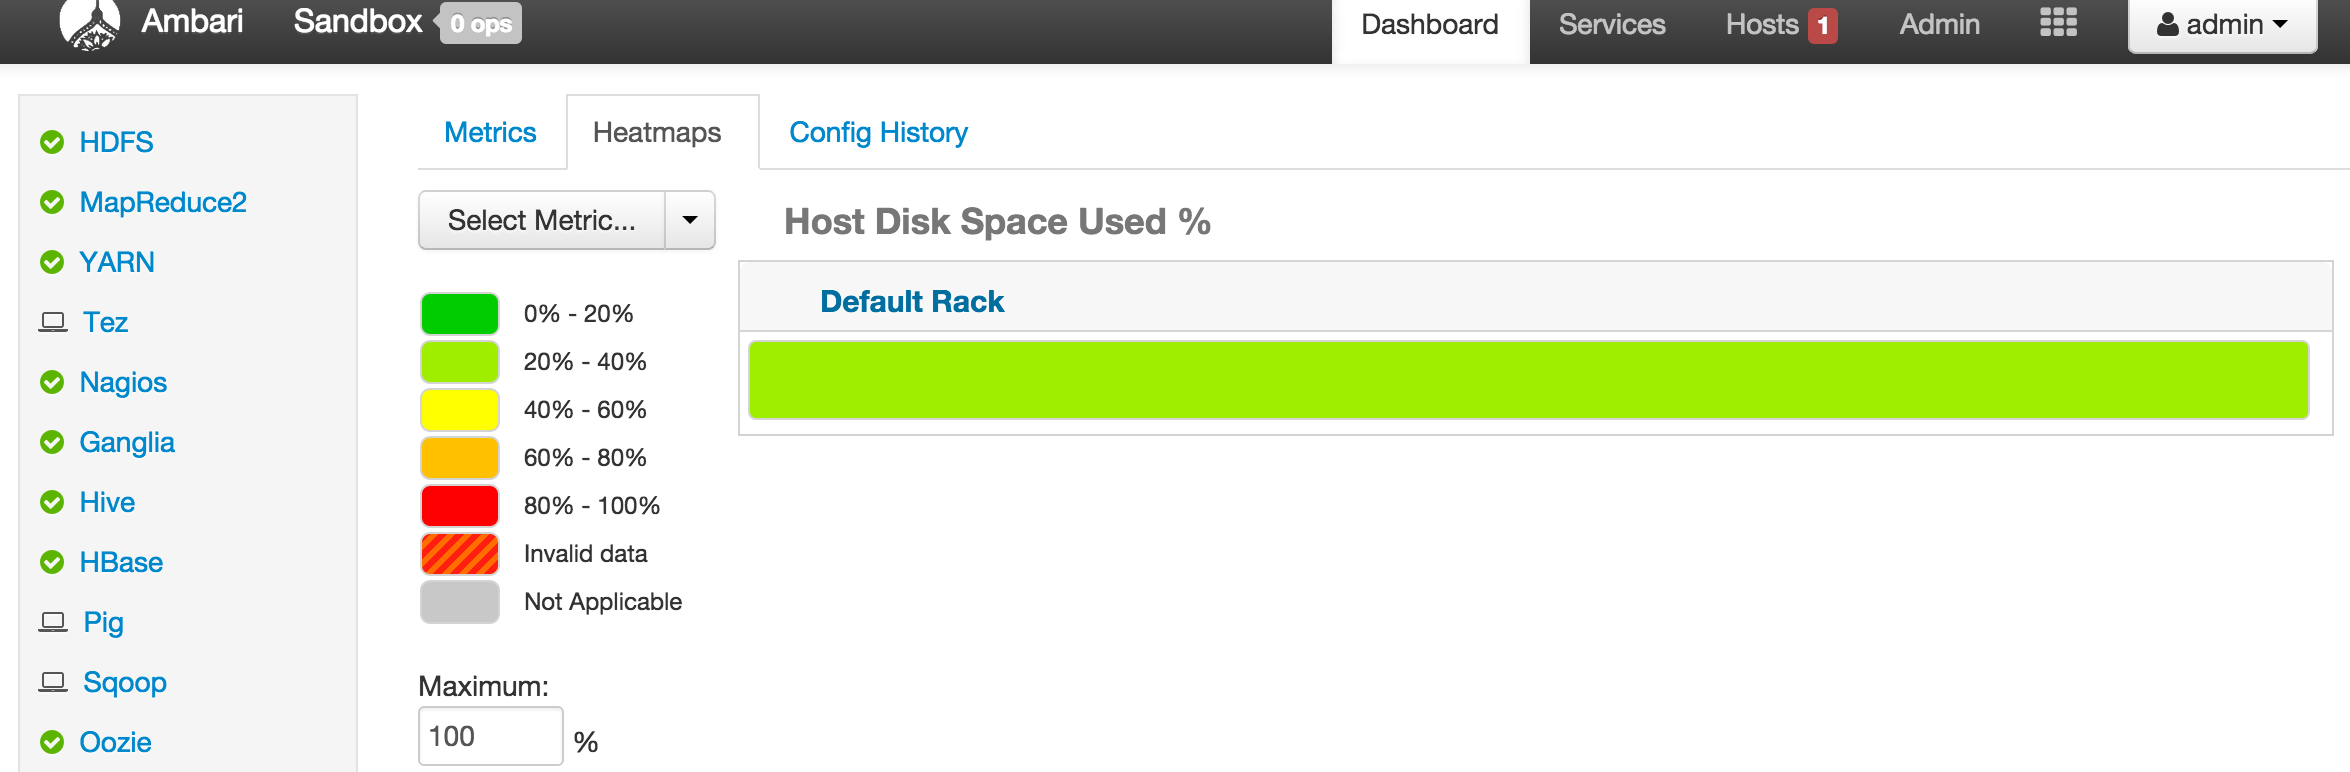 Ambari Sandbox 0 ops Dashboard Services Hosts 1 Admin admin
Metrics Heatmaps Config History
HDFS
MapReduce2
YARN
Tez
Nagios
Ganglia
Hive
HBase
Pig
Sqoop
Oozie
Select Metric...
0% - 20%
20% - 40%
40% - 60%
60% - 80%
80% - 100%
Invalid data
Not Applicable
Maximum:
100 %
Host Disk Space Used %
Default Rack